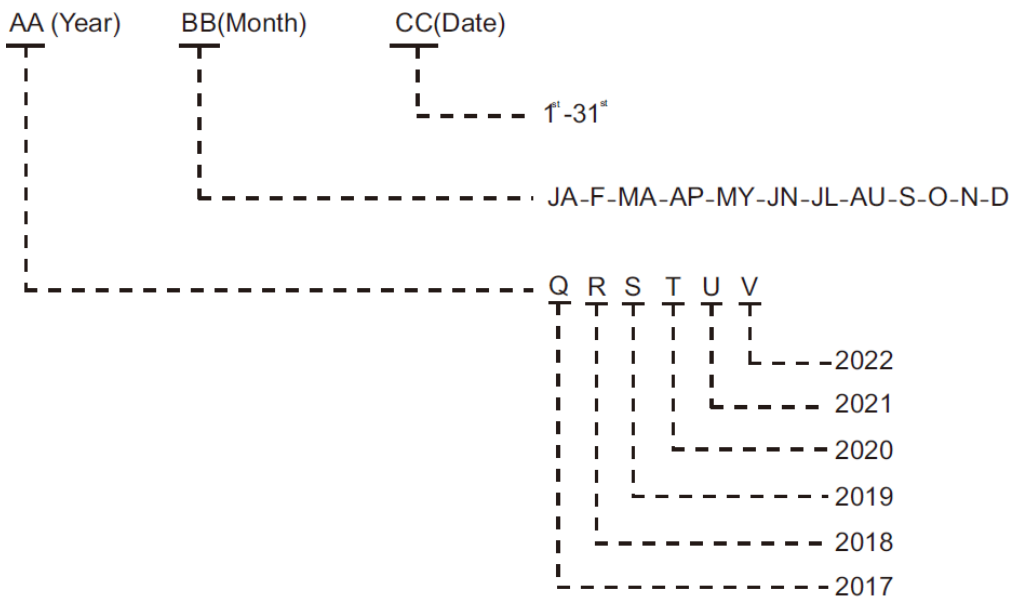 AA (Year) BB(Month) CC(Date)
1st-31st
JA-F-MA-AP-MY-JN-JL-AU-S-O-N-D
Q R S T U V
2022
2021
2020
2019
2018
2017